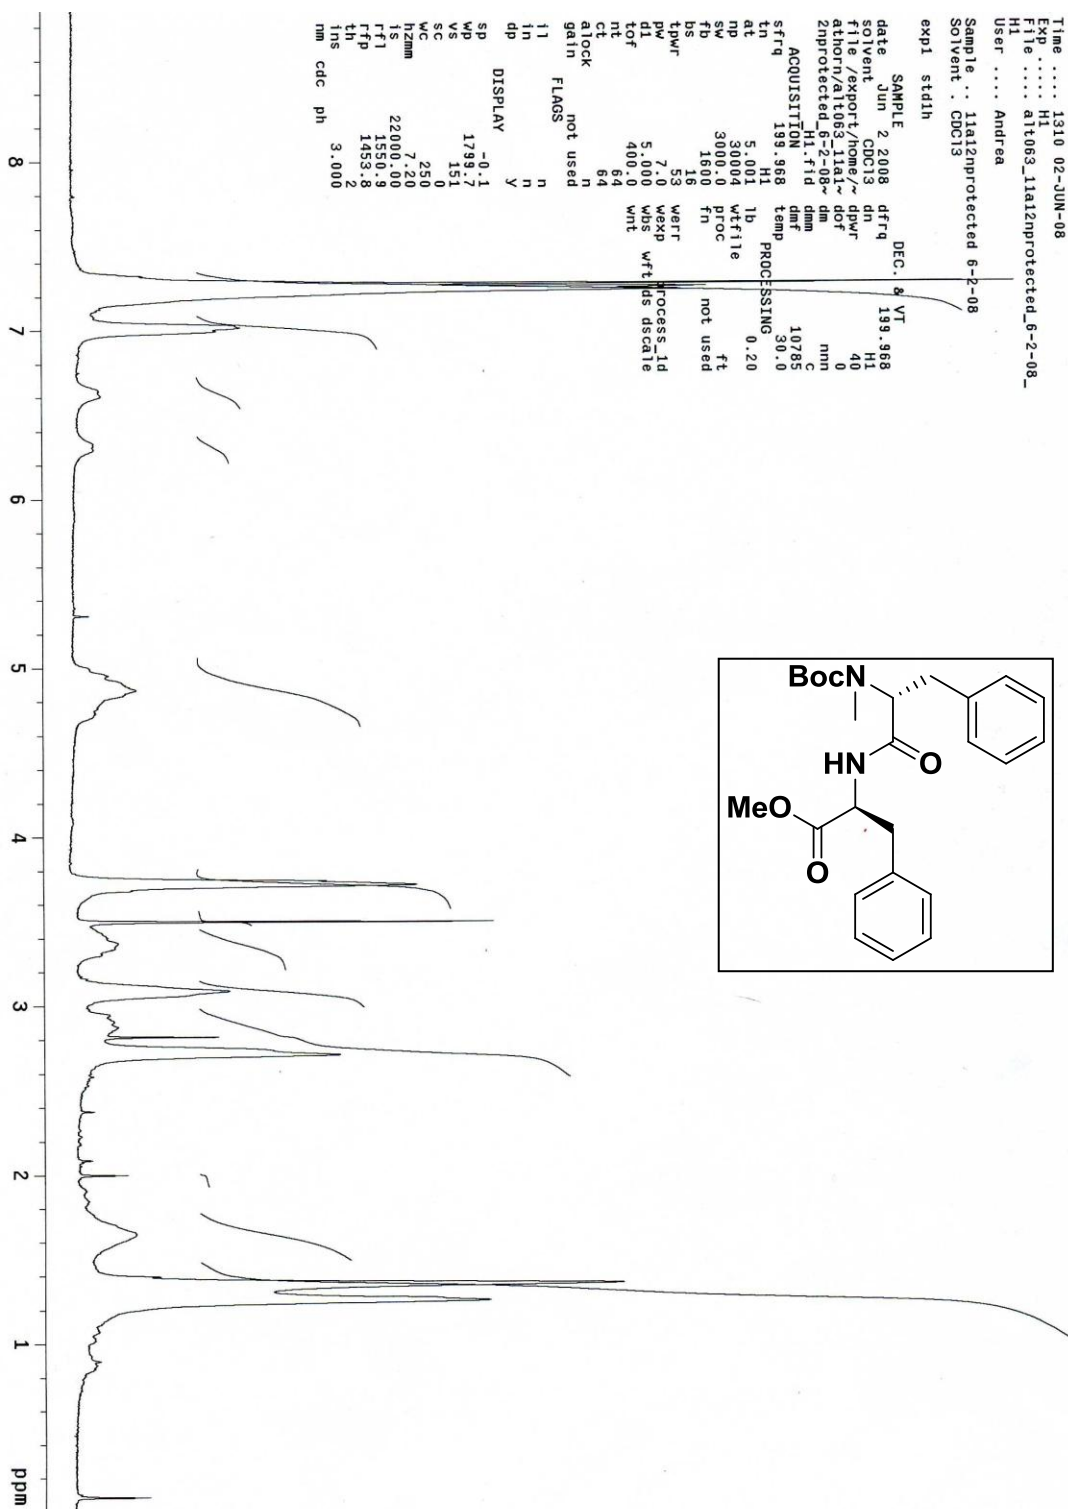 Time .... 1310 02-JUN-08
Exp ..... H1
File .... alt063_11a12nprotected_6-2-08_
H1
User .... Andrea
Sample .. 11a12nprotected 6-2-08
Solvent . CDCl3
exp1 std1h
SAMPLE DEC. & VT
date Jun 2 2008 dfrq 199.968
solvent CDCl3 dn H1
file /export/home/~ dpwr 40
athorn/alt063_11a1~ dof 0
2nprotected_6-2-08~ dm nnn
_H1.fid dmm c
ACQUISITION dmf 10785
sfrq 199.968 temp 30.0
tn H1 PROCESSING
at 5.001 lb 0.20
np 30004 wtfile
sw 3000.0 proc ft
fb 1600 fn not used
bs 16
tpwr 53 werr
pw 7.0 wexp process_1d
d1 5.000 wbs wft ds dscale
tof 400.0 wnt
nt 64
ct 64
alock n
gain not used
FLAGS
il n
in n
dp y
DISPLAY
sp -0.1
wp 1799.7
vs 151
sc 0
wc 250
hzmm 7.20
is 22000.00
rfl 1550.9
rfp 1453.8
th 2
ins 3.000
nm cdc ph
BocN
HN
O
MeO
O
8 7 6 5 4 3 2 1 ppm